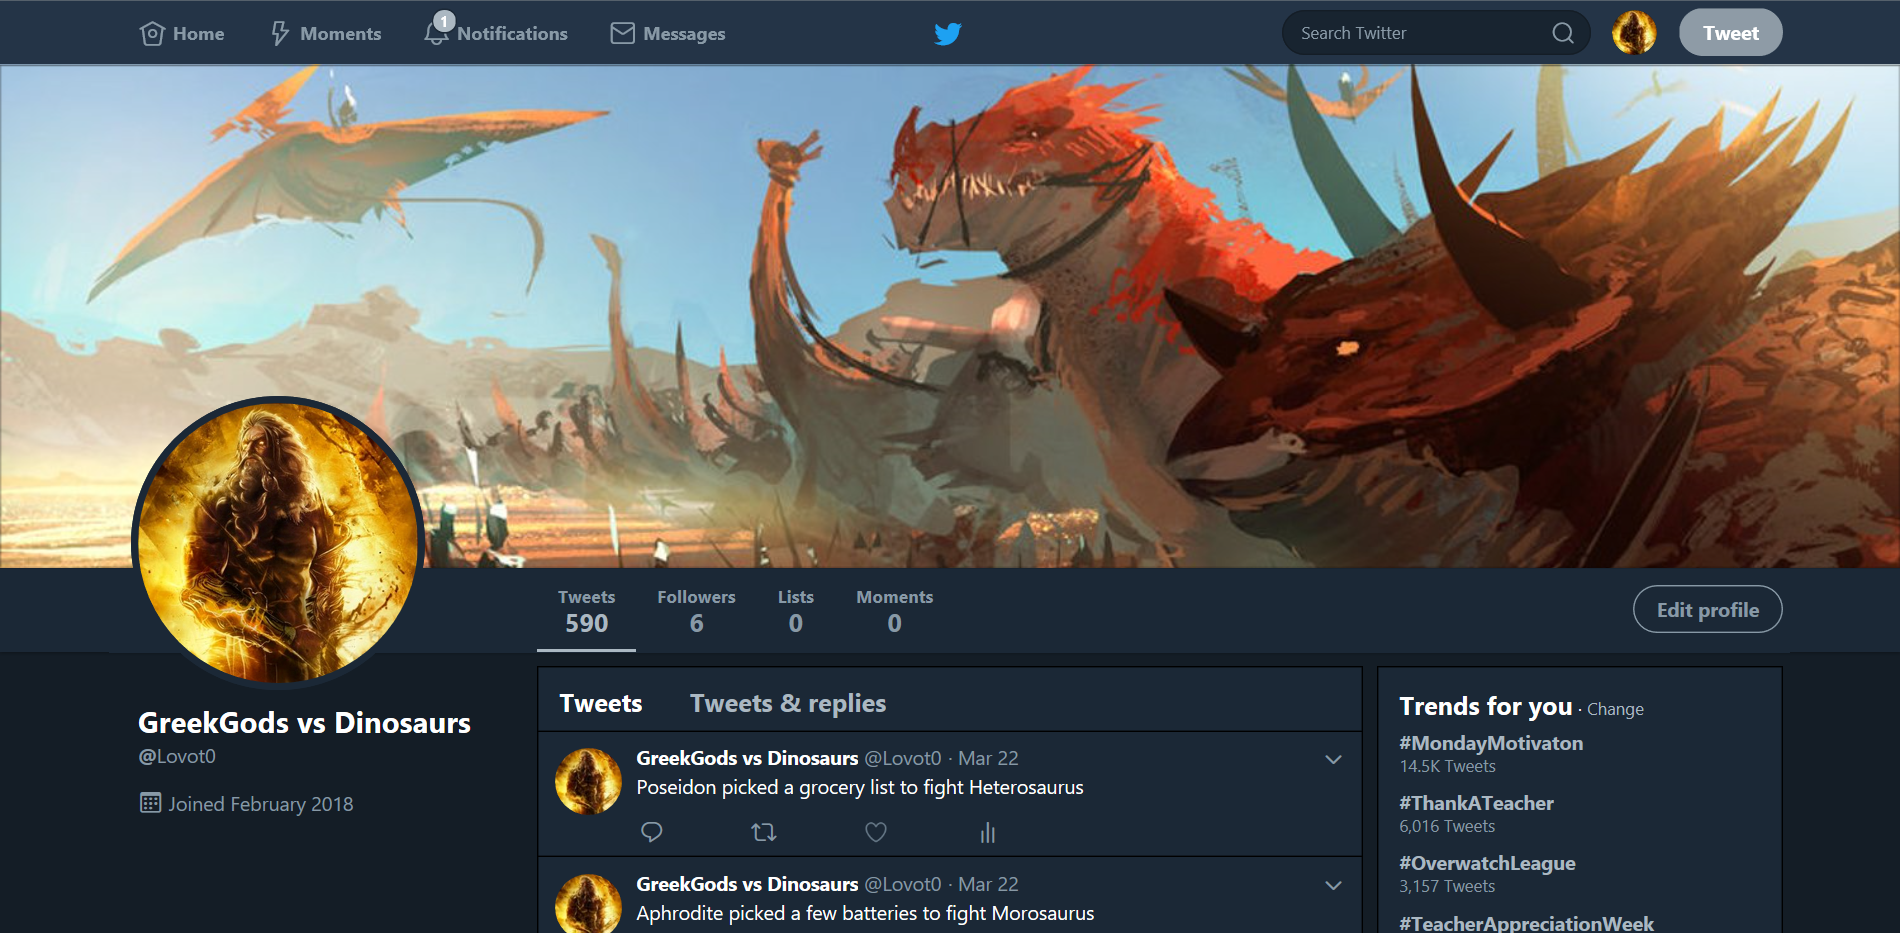 Home
Moments
1
Notifications
Messages
Search Twitter
Tweet
Tweets
590
Followers
6
Lists
0
Moments
0
Edit profile
GreekGods vs Dinosaurs
@Lovot0
Joined February 2018
Tweets
Tweets & replies
GreekGods vs Dinosaurs @Lovot0 · Mar 22
Poseidon picked a grocery list to fight Heterosaurus
GreekGods vs Dinosaurs @Lovot0 · Mar 22
Aphrodite picked a few batteries to fight Morosaurus
Trends for you · Change
#MondayMotivaton
14.5K Tweets
#ThankATeacher
6,016 Tweets
#OverwatchLeague
3,157 Tweets
#TeacherAppreciationWeek